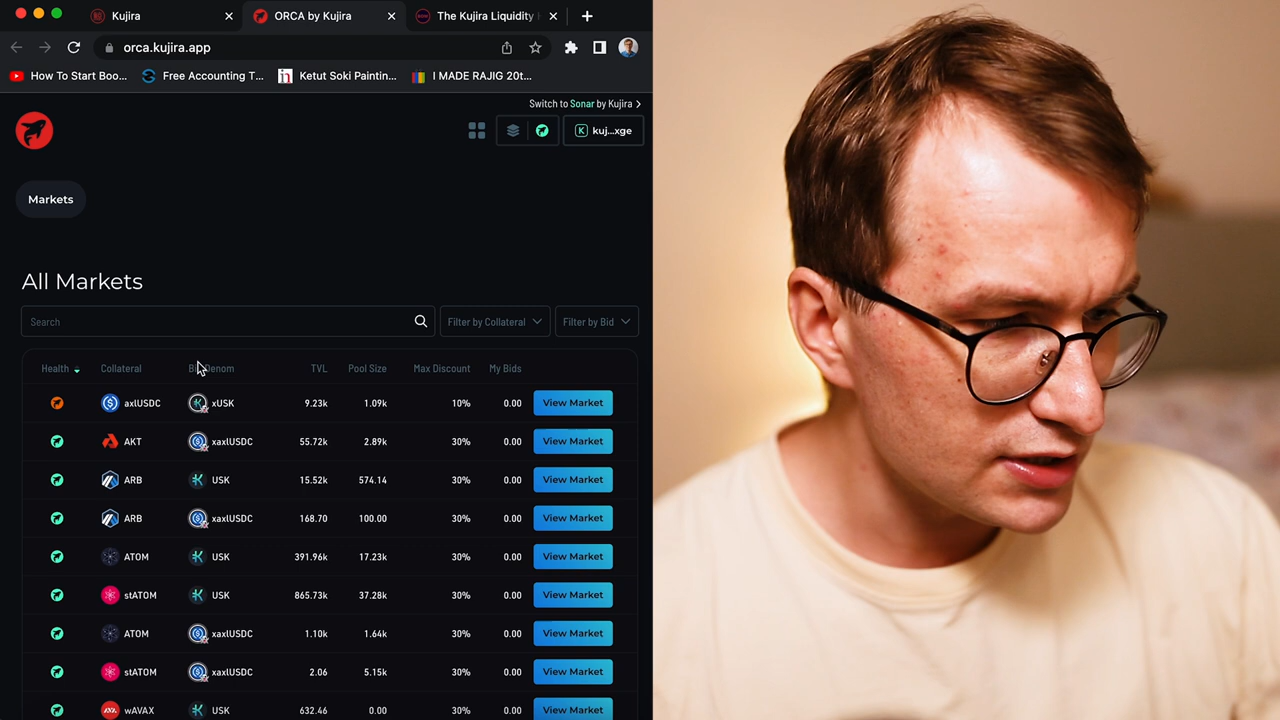 Kujira
ORCA by Kujira
The Kujira Liquidity
orca.kujira.app
How To Start Boo...
Free Accounting T...
Ketut Soki Paintin...
I MADE RAJIG 20t...
Switch to Sonar by Kujira
kuj...xge
Markets
All Markets
Search
Filter by Collateral
Filter by Bid
Health Collateral TVL Pool Size Max Discount My Bids
axlUSDC xUSK 9.23k 1.09k 10% 0.00 View Market
AKT xaxlUSDC 55.72k 2.89k 30% 0.00 View Market
ARB USK 15.52k 574.14 30% 0.00 View Market
ARB xaxlUSDC 168.70 100.00 30% 0.00 View Market
ATOM USK 391.96k 17.23k 30% 0.00 View Market
stATOM USK 865.73k 37.28k 30% 0.00 View Market
ATOM xaxlUSDC 1.10k 1.64k 30% 0.00 View Market
stATOM xaxlUSDC 2.06 5.15k 30% 0.00 View Market
wAVAX USK 632.46 0.00 30% 0.00 View Market